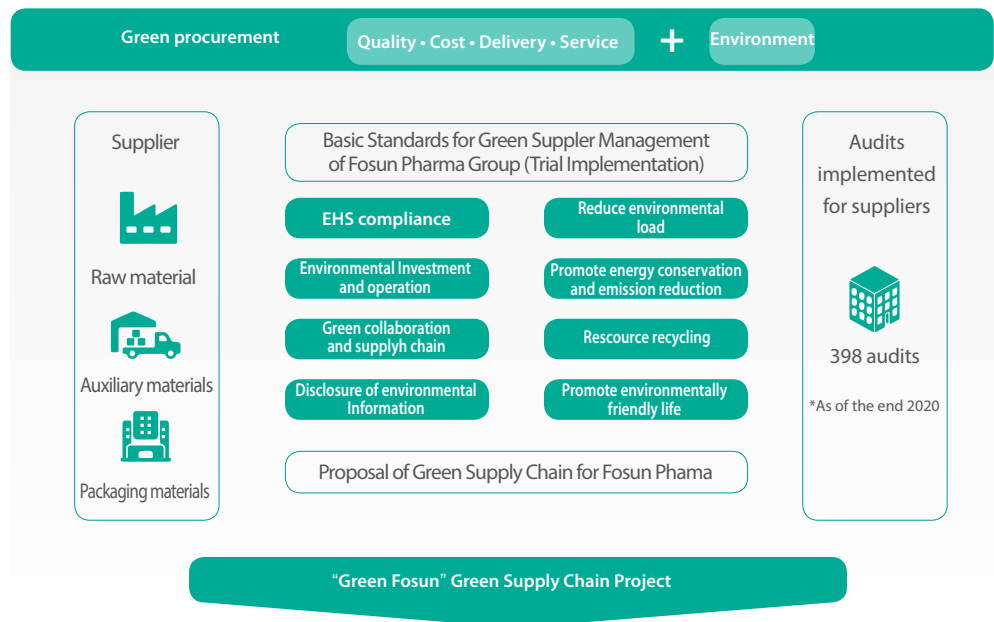 Green procurement
Quality • Cost • Delivery • Service
+
Environment
Supplier
Raw material
Auxiliary materials
Packaging materials
Basic Standards for Green Suppler Management
of Fosun Pharma Group (Trial Implementation)
EHS compliance
Reduce environmental
load
Environmental Investment
and operation
Promote energy conservation
and emission reduction
Green collaboration
and supplyh chain
Rescource recycling
Disclosure of environmental
Information
Promote environmentally
friendly life
Proposal of Green Supply Chain for Fosun Phama
Audits
implemented
for suppliers
398 audits
*As of the end 2020
“Green Fosun” Green Supply Chain Project